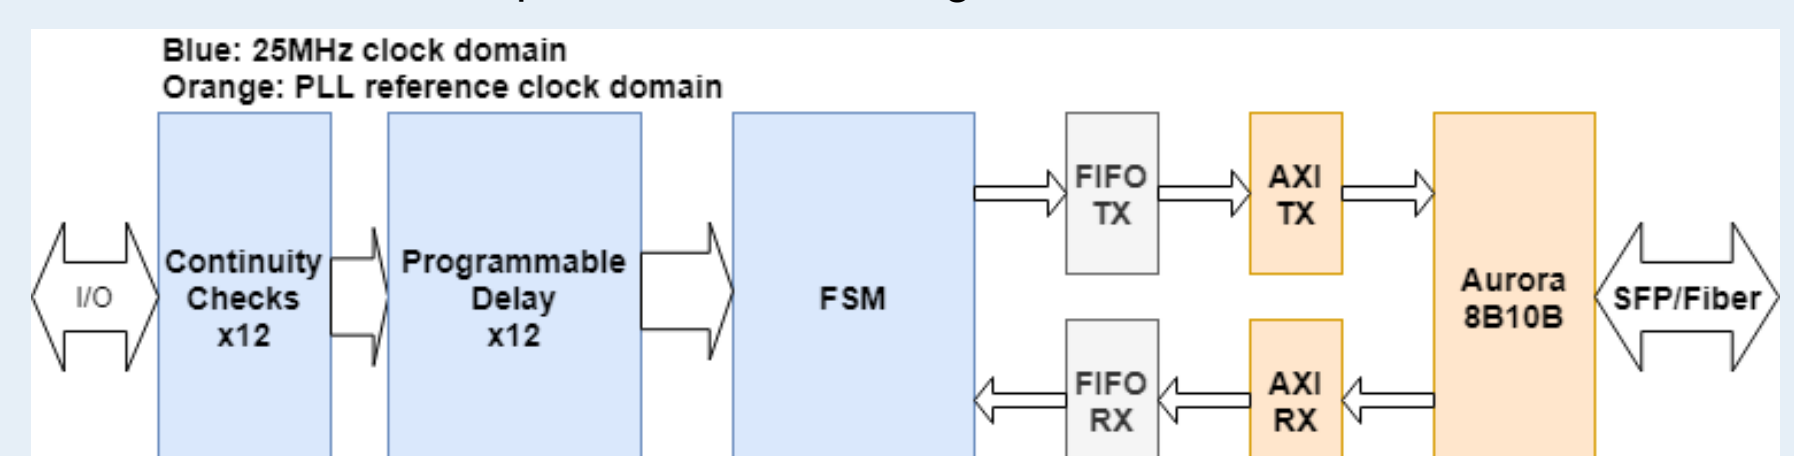 Blue: 25MHz clock domain
Orange: PLL reference clock domain
I/O
Continuity
Checks
x12
Programmable
Delay
x12
FSM
FIFO
TX
AXI
TX
FIFO
RX
AXI
RX
Aurora
8B10B
SFP/Fiber